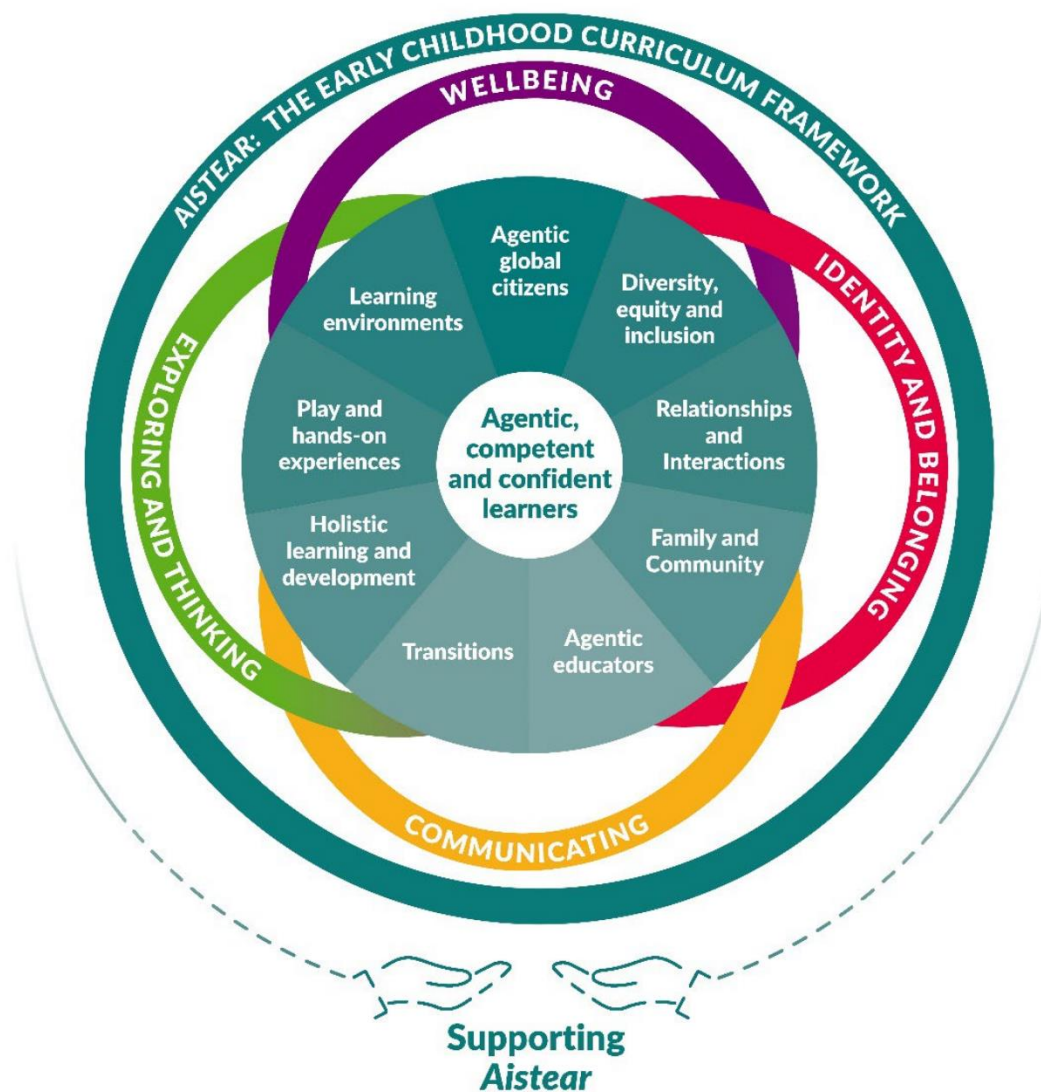 AISTEAR: THE EARLY CHILDHOOD CURRICULUM FRAMEWORK
WELLBEING
IDENTITY AND BELONGING
EXPLORING AND THINKING
COMMUNICATING
Agentic
global
citizens
Diversity,
equity and
inclusion
Relationships
and
Interactions
Family and
Community
Agentic
educators
Transitions
Holistic
learning and
development
Play and
hands-on
experiences
Learning
environments
Agentic,
competent
and confident
learners
Supporting
Aistear